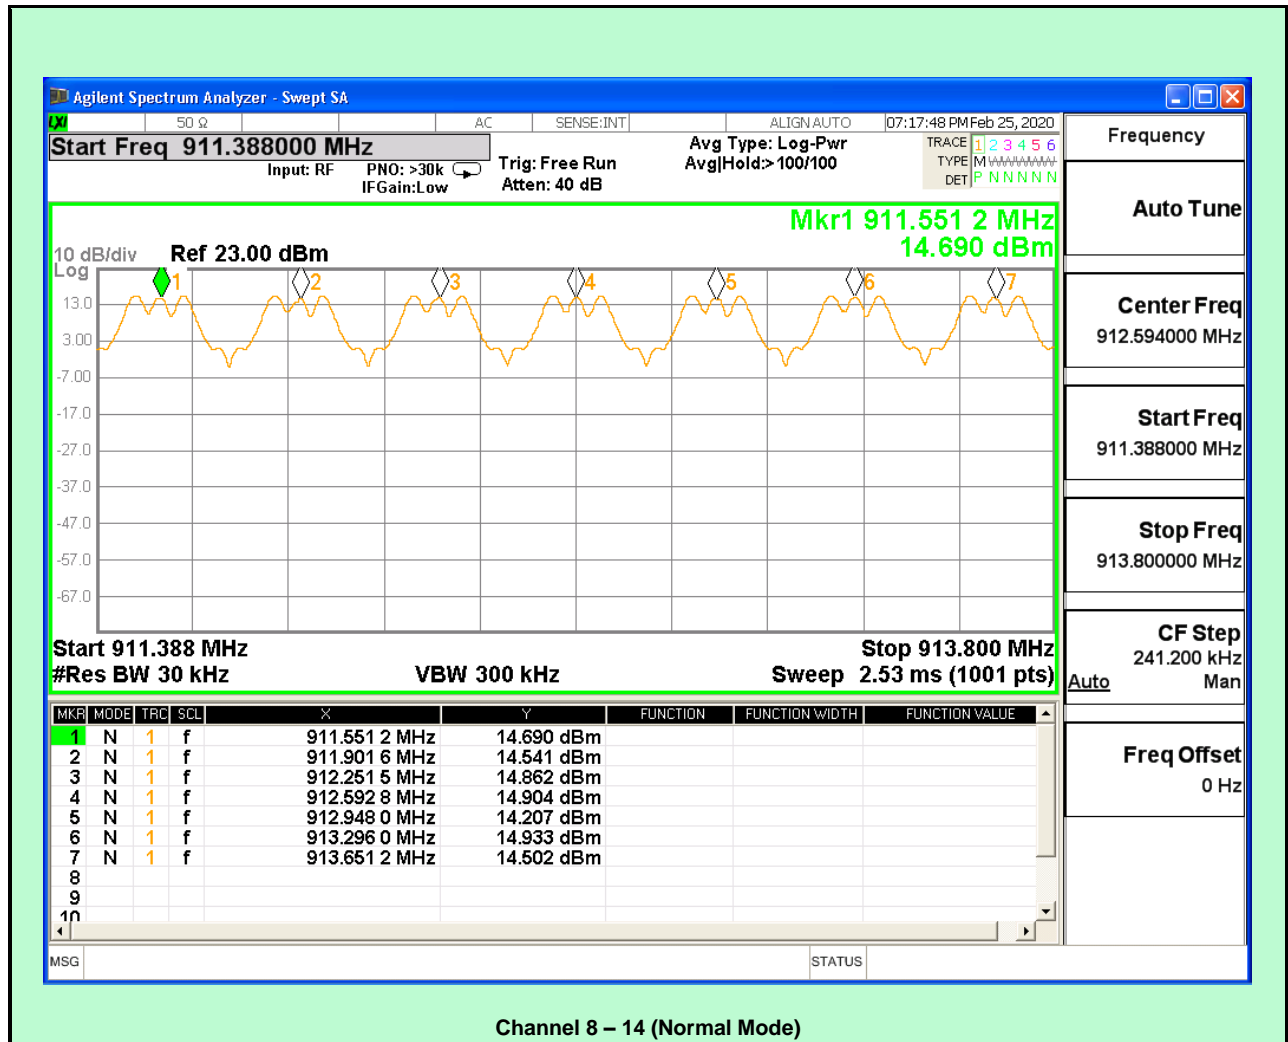 Agilent Spectrum Analyzer - Swept SA
LXI 50 Ω AC SENSE:INT ALIGN AUTO 07:17:48 PM Feb 25, 2020
Start Freq 911.388000 MHz
Input: RF PNO: >30k Trig: Free Run Avg Type: Log-Pwr TRACE 1 2 3 4 5 6
IFGain:Low Atten: 40 dB Avg|Hold:> 100/100 TYPE M WWWWW
DET P N N N N N
Mkr1 911.551 2 MHz
14.690 dBm
10 dB/div Ref 23.00 dBm
Log
1 2 3 4 5 6 7
13.0
3.00
-7.00
-17.0
-27.0
-37.0
-47.0
-57.0
-67.0
Start 911.388 MHz Stop 913.800 MHz
#Res BW 30 kHz VBW 300 kHz Sweep 2.53 ms (1001 pts)
MKR MODE TRC SCL X Y FUNCTION FUNCTION WIDTH FUNCTION VALUE
1 N 1 f 911.551 2 MHz 14.690 dBm
2 N 1 f 911.901 6 MHz 14.541 dBm
3 N 1 f 912.251 5 MHz 14.862 dBm
4 N 1 f 912.592 8 MHz 14.904 dBm
5 N 1 f 912.948 0 MHz 14.207 dBm
6 N 1 f 913.296 0 MHz 14.933 dBm
7 N 1 f 913.651 2 MHz 14.502 dBm
8
9
10
MSG STATUS
Frequency
Auto Tune
Center Freq
912.594000 MHz
Start Freq
911.388000 MHz
Stop Freq
913.800000 MHz
CF Step
241.200 kHz
Auto Man
Freq Offset
0 Hz
Channel 8 – 14 (Normal Mode)